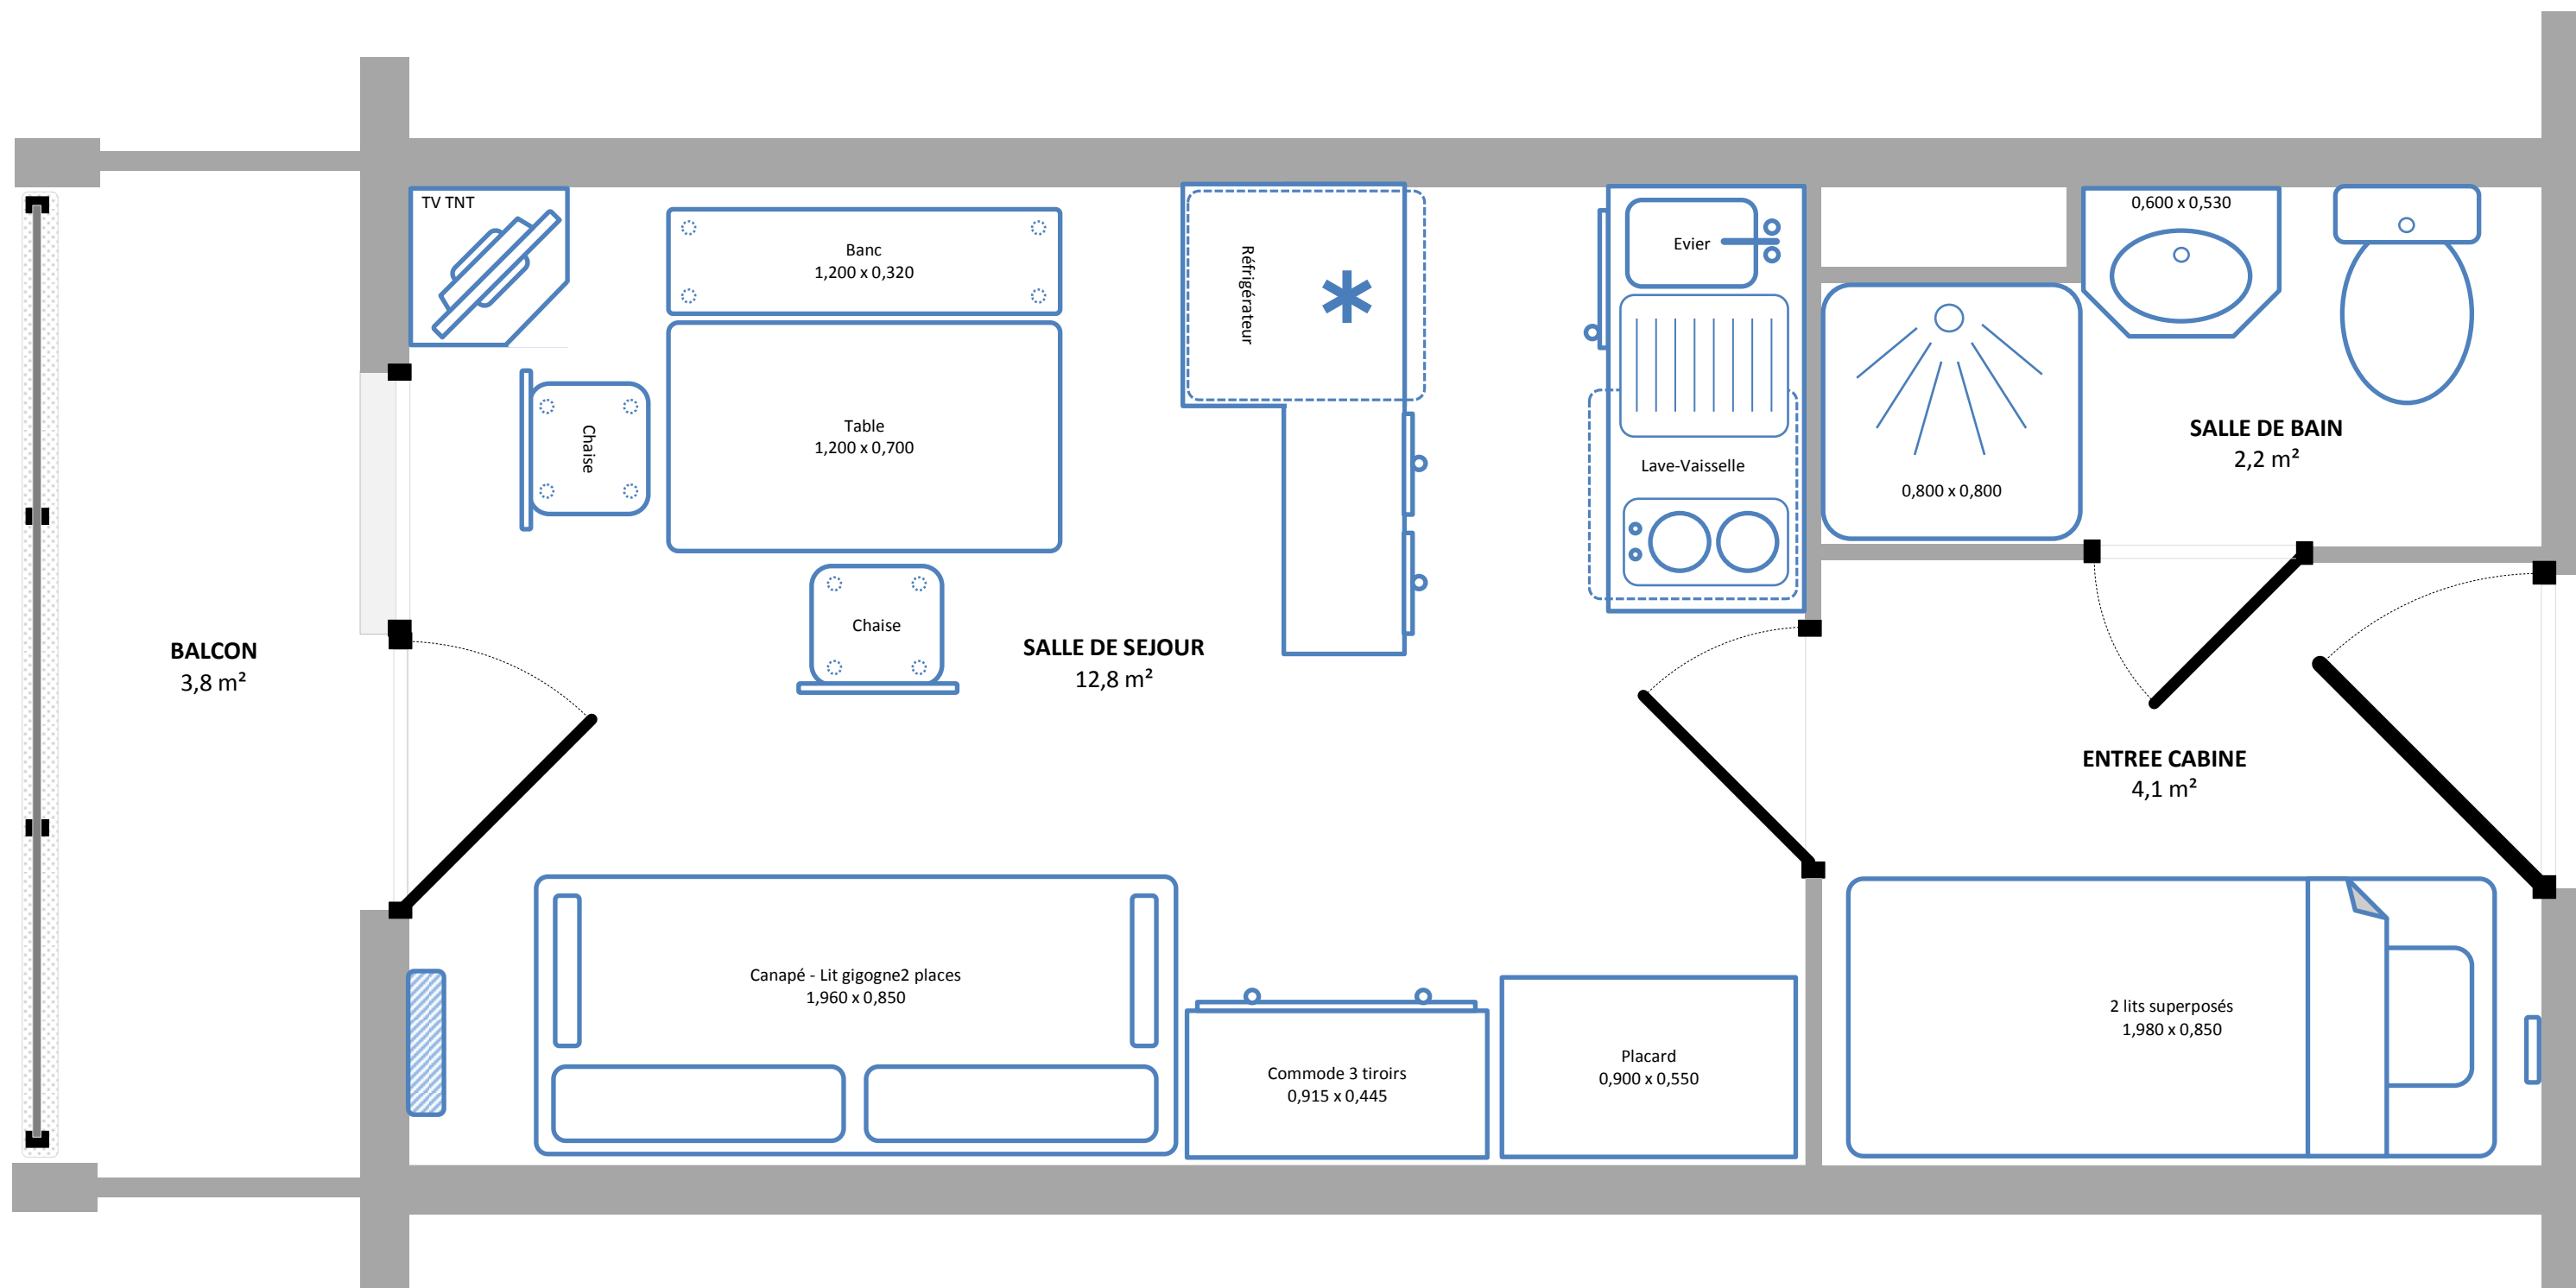 TV TNT
Banc
1,200 x 0,320
Réfrigérateur
Evier
0,600 x 0,530
Chaise
Table
1,200 x 0,700
Lave-Vaisselle
0,800 x 0,800
SALLE DE BAIN
2,2 m²
BALCON
3,8 m²
Chaise
SALLE DE SEJOUR
12,8 m²
ENTREE CABINE
4,1 m²
Canapé - Lit gigogne2 places
1,960 x 0,850
Commode 3 tiroirs
0,915 x 0,445
Placard
0,900 x 0,550
2 lits superposés
1,980 x 0,850